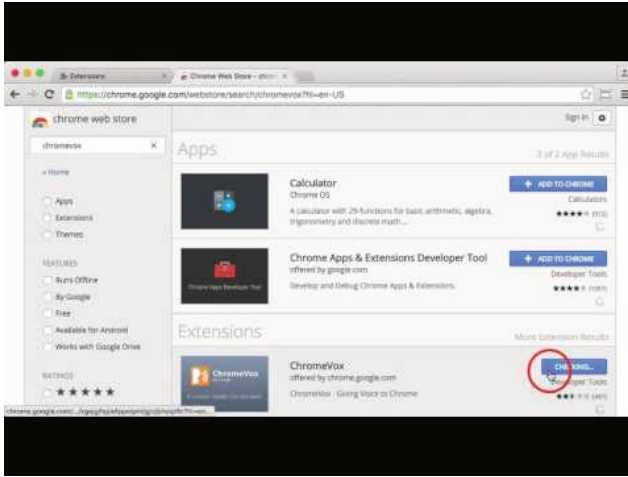 Extensions
Chrome Web Store - chro
https://chrome.google.com/webstore/search/chromevox?hl=en-US
chrome web store
Sign in
chromevox
Apps
2 of 2 App Results
« Home
Apps
Extensions
Themes
Calculator
Chrome OS
A calculator with 29-functions for basic arithmetic, algebra,
trigonometry and discrete math...
+ ADD TO CHROME
Calculators
FEATURES
Runs Offline
By Google
Free
Available for Android
Works with Google Drive
Chrome Apps Developer Tool
Chrome Apps & Extensions Developer Tool
offered by google.com
Develop and Debug Chrome Apps & Extensions.
+ ADD TO CHROME
Developer Tools
Extensions
More Extension Results
RATINGS
ChromeVox
ChromeVox
offered by chrome.google.com
ChromeVox - Giving Voice to Chrome
CHECKING...
Developer Tools